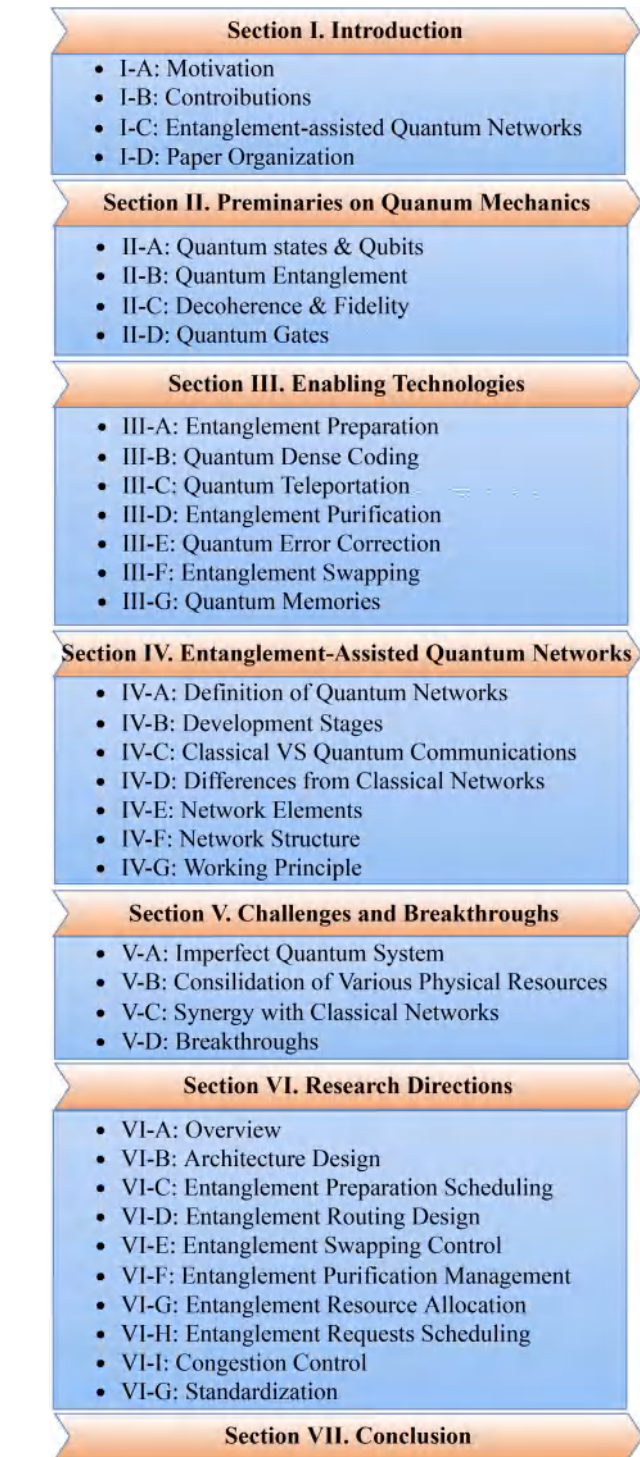 Section I. Introduction
• I-A: Motivation
• I-B: Controibutions
• I-C: Entanglement-assisted Quantum Networks
• I-D: Paper Organization
Section II. Preminaries on Quanum Mechanics
• II-A: Quantum states & Qubits
• II-B: Quantum Entanglement
• II-C: Decoherence & Fidelity
• II-D: Quantum Gates
Section III. Enabling Technologies
• III-A: Entanglement Preparation
• III-B: Quantum Dense Coding
• III-C: Quantum Teleportation
• III-D: Entanglement Purification
• III-E: Quantum Error Correction
• III-F: Entanglement Swapping
• III-G: Quantum Memories
Section IV. Entanglement-Assisted Quantum Networks
• IV-A: Definition of Quantum Networks
• IV-B: Development Stages
• IV-C: Classical VS Quantum Communications
• IV-D: Differences from Classical Networks
• IV-E: Network Elements
• IV-F: Network Structure
• IV-G: Working Principle
Section V. Challenges and Breakthroughs
• V-A: Imperfect Quantum System
• V-B: Consilidation of Various Physical Resources
• V-C: Synergy with Classical Networks
• V-D: Breakthroughs
Section VI. Research Directions
• VI-A: Overview
• VI-B: Architecture Design
• VI-C: Entanglement Preparation Scheduling
• VI-D: Entanglement Routing Design
• VI-E: Entanglement Swapping Control
• VI-F: Entanglement Purification Management
• VI-G: Entanglement Resource Allocation
• VI-H: Entanglement Requests Scheduling
• VI-I: Congestion Control
• VI-G: Standardization
Section VII. Conclusion